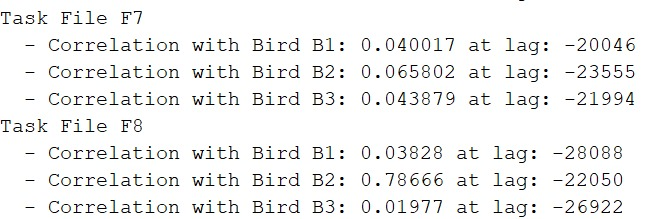 Task File F7
- Correlation with Bird B1: 0.040017 at lag: -20046
- Correlation with Bird B2: 0.065802 at lag: -23555
- Correlation with Bird B3: 0.043879 at lag: -21994
Task File F8
- Correlation with Bird B1: 0.03828 at lag: -28088
- Correlation with Bird B2: 0.78666 at lag: -22050
- Correlation with Bird B3: 0.01977 at lag: -26922